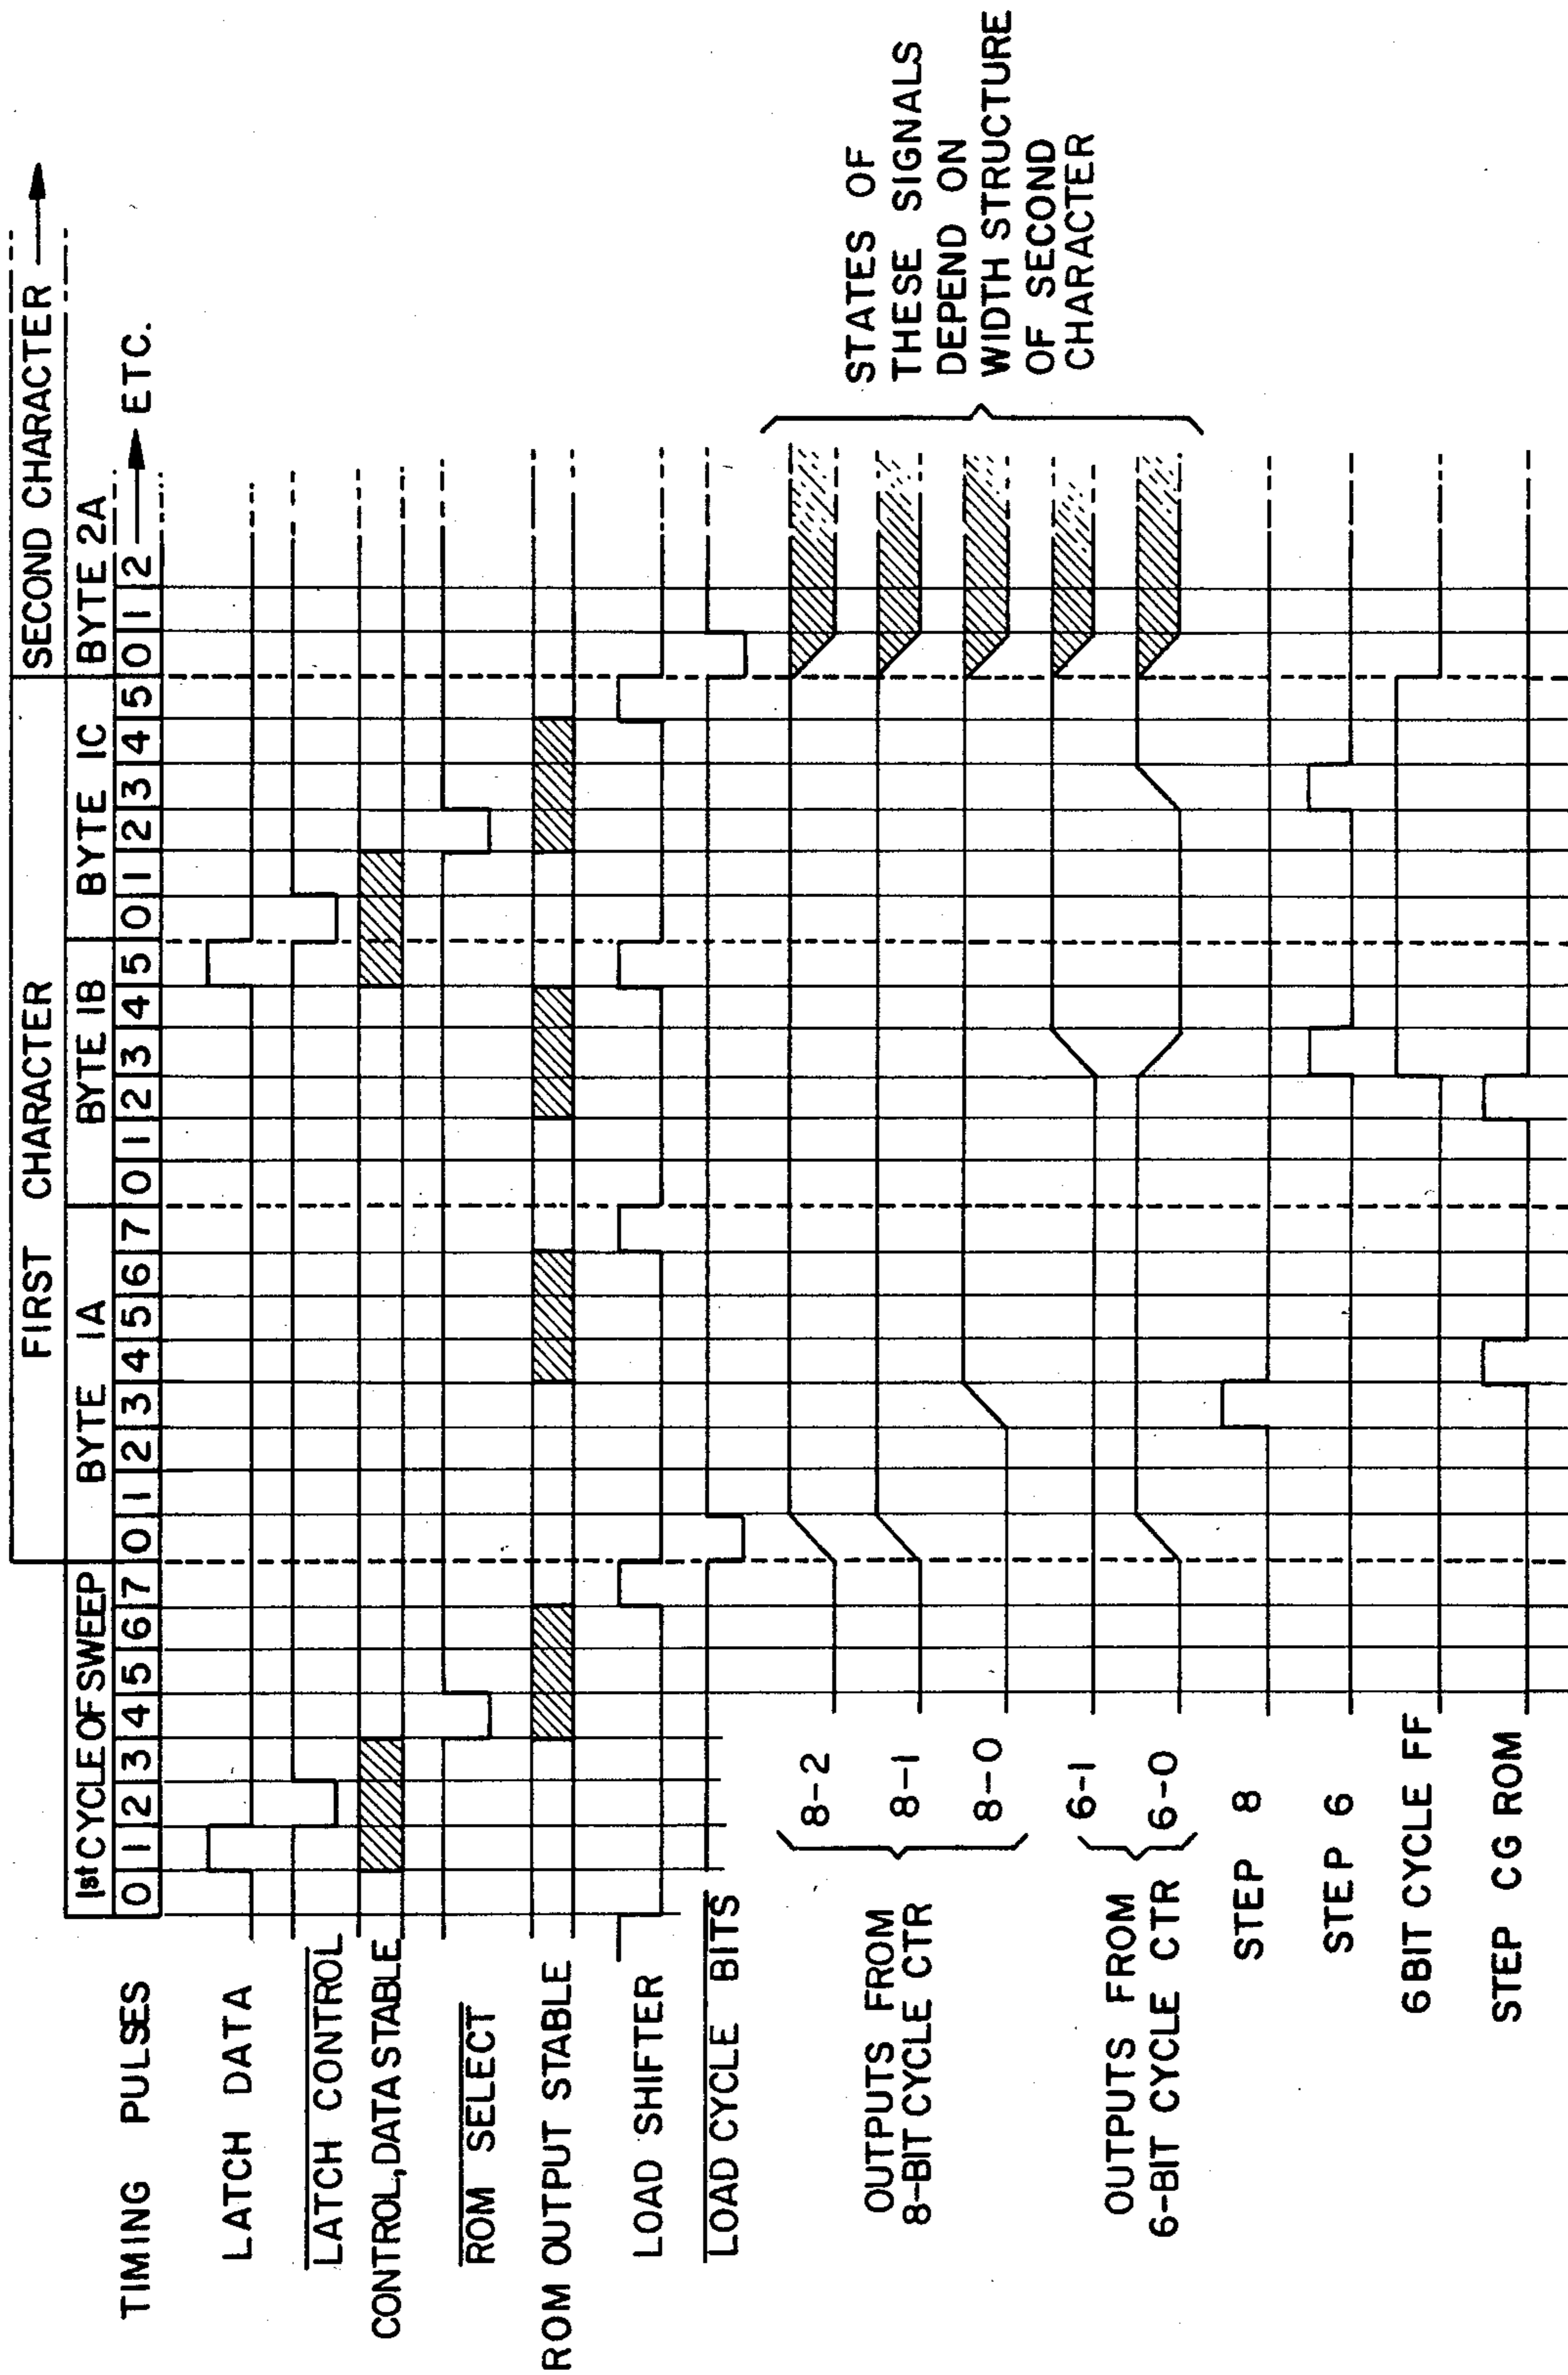 FIRST CHARACTER
SECOND CHARACTER
1st CYCLE OF SWEEP
BYTE 1A
BYTE 1B
BYTE 1C
BYTE 2A
TIMING PULSES
0 1 2 3 4 5 6 7 0 1 2 3 4 5 6 7 0 1 2 3 4 5 0 1 2 3 4 5 0 1 2
ETC.
LATCH DATA
LATCH CONTROL
CONTROL, DATA STABLE
ROM SELECT
ROM OUTPUT STABLE
LOAD SHIFTER
LOAD CYCLE BITS
OUTPUTS FROM
8-BIT CYCLE CTR
8-2
8-1
8-0
OUTPUTS FROM
6-BIT CYCLE CTR
6-1
6-0
STATES OF
THESE SIGNALS
DEPEND ON
WIDTH STRUCTURE
OF SECOND
CHARACTER
STEP 8
STEP 6
6 BIT CYCLE FF
STEP CG ROM